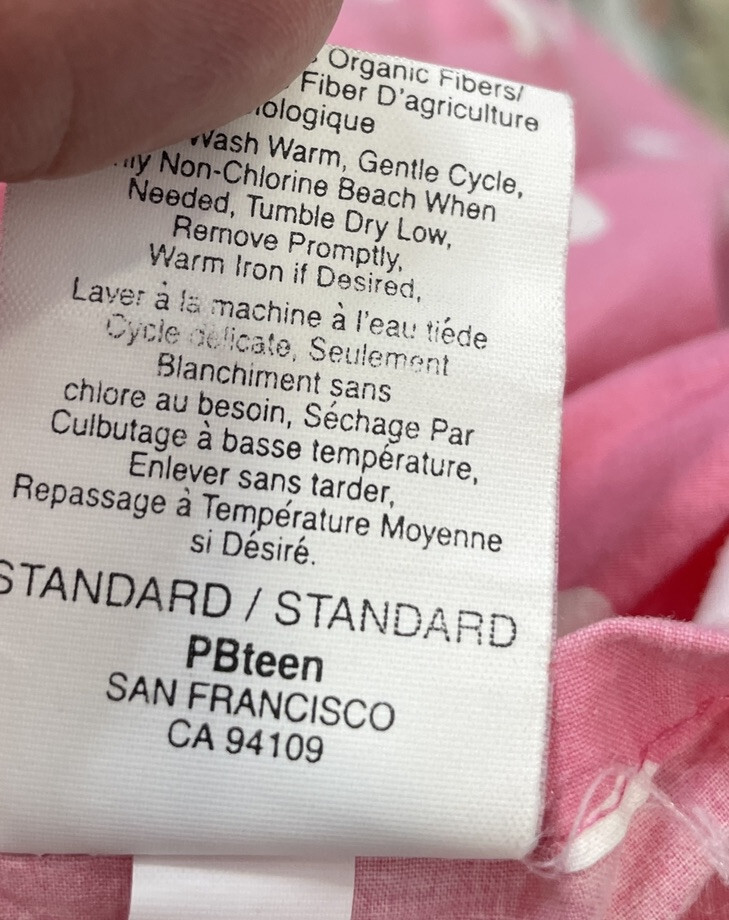 Organic Fibers/
Fiber D'agriculture
iologique
Wash Warm, Gentle Cycle,
nly Non-Chlorine Beach When
Needed, Tumble Dry Low,
Remove Promptly,
Warm Iron if Desired,
Laver à la machine à l'eau tiéde
Cycle délicate, Seulement
Blanchiment sans
chlore au besoin, Séchage Par
Culbutage à basse température,
Enlever sans tarder,
Repassage à Température Moyenne
si Désiré.
STANDARD / STANDARD
PBteen
SAN FRANCISCO
CA 94109